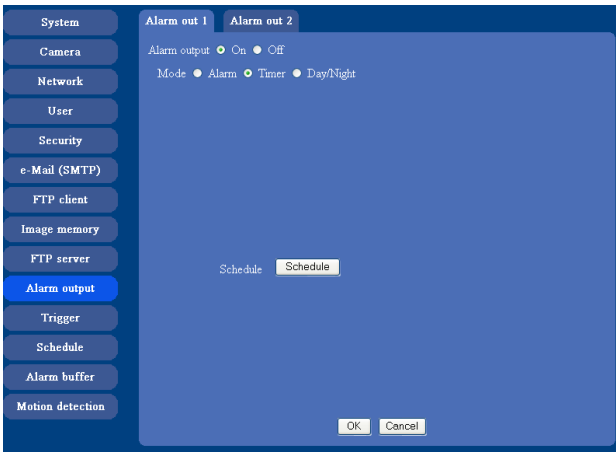 System
Camera
Network
User
Security
e-Mail (SMTP)
FTP client
Image memory
FTP server
Alarm output
Trigger
Schedule
Alarm buffer
Motion detection
Alarm out 1 Alarm out 2
Alarm output On Off
Mode Alarm Timer Day/Night
Schedule Schedule
OK Cancel